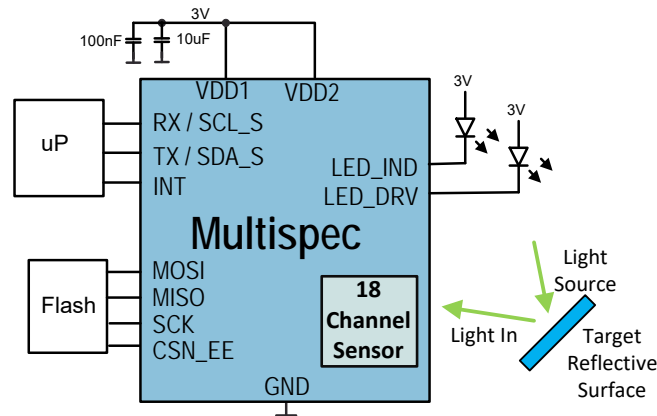 3V
100nF
10uF
VDD1
VDD2
3V
3V
uP
RX / SCL_S
TX / SDA_S
INT
LED_IND
LED_DRV
Multispec
Flash
MOSI
MISO
SCK
CSN_EE
18
Channel
Sensor
Light
Source
Light In
Target
Reflective
Surface
GND